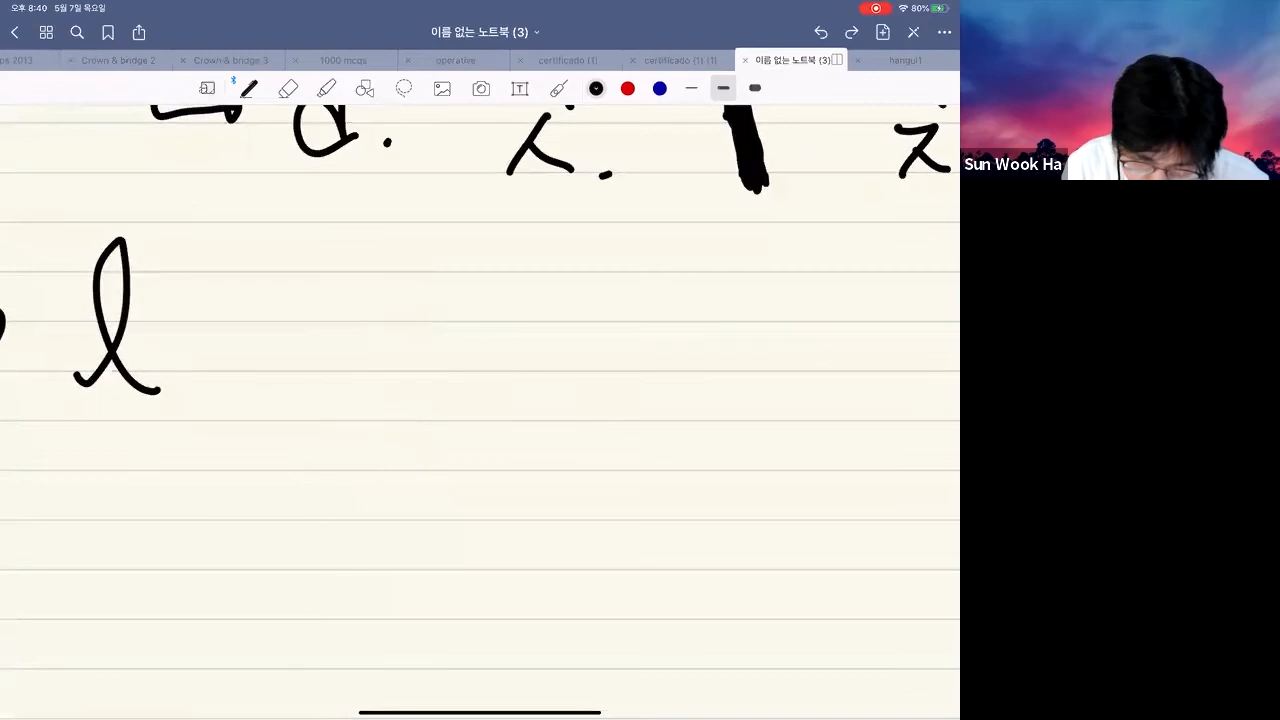 오후 8:40 5월 7일 목요일 80%
이름 없는 노트북 (3)
ps 2013 Crown & bridge 2 Crown & bridge 3 1000 mcqs operative certificado (1) certificado (1) (1) 이름 없는 노트북 (3) hangul1
Sun Wook Ha
l